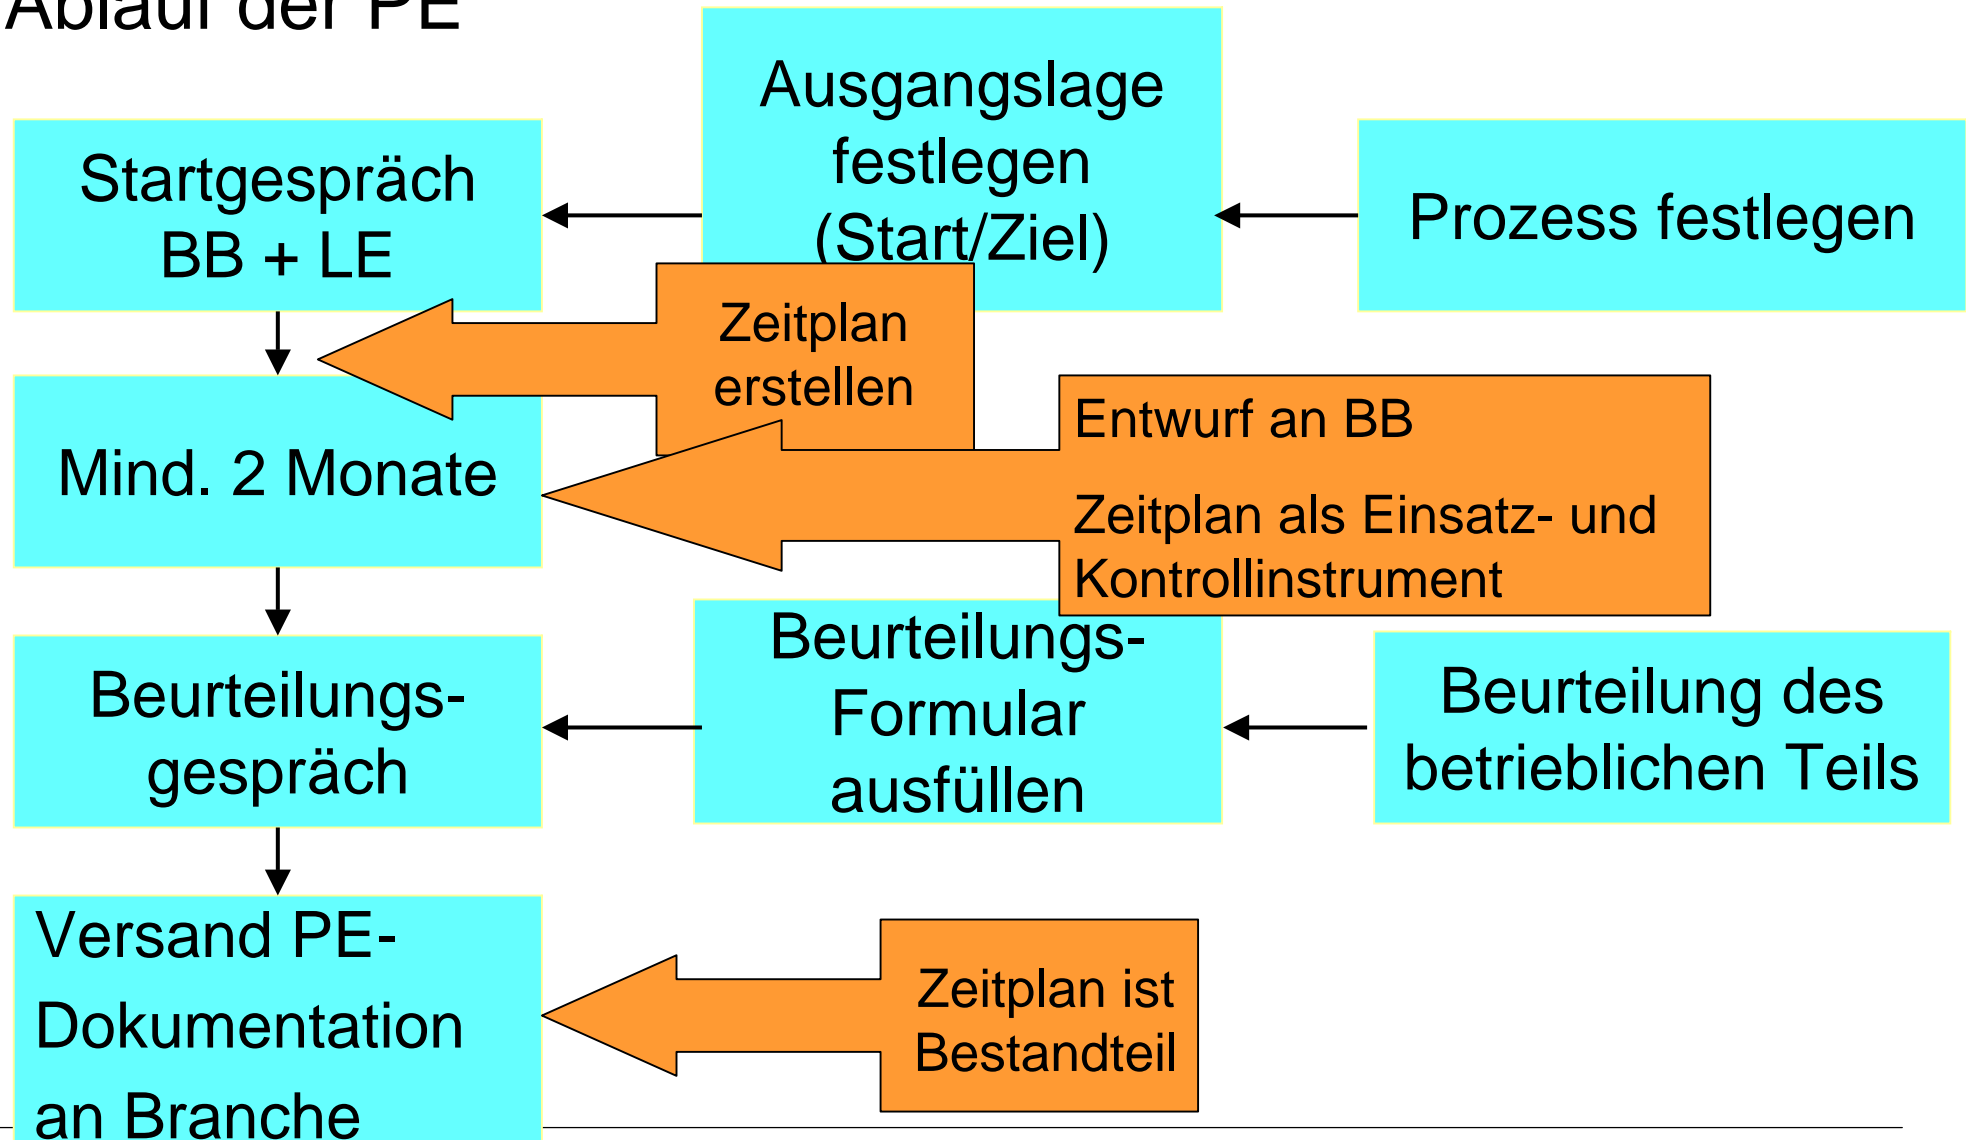 Ablauf der PE
Ausgangslage
festlegen
(Start/Ziel)
Startgespräch
BB + LE
Prozess festlegen
Zeitplan
erstellen
Mind. 2 Monate
Entwurf an BB
Zeitplan als Einsatz- und
Kontrollinstrument
Beurteilungs-
gespräch
Beurteilungs-
Formular
ausfüllen
Beurteilung des
betrieblichen Teils
Versand PE-
Dokumentation
an Branche
Zeitplan ist
Bestandteil